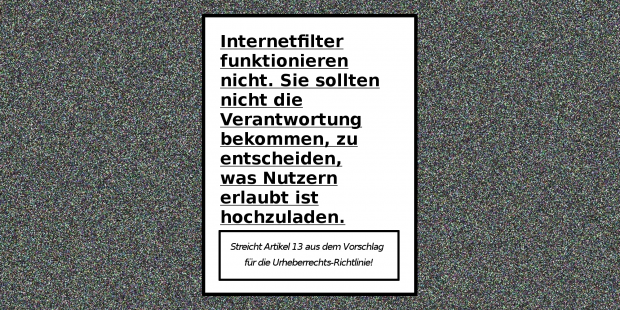 Internetfilter
funktionieren
nicht. Sie sollten
nicht die
Verantwortung
bekommen, zu
entscheiden,
was Nutzern
erlaubt ist
hochzuladen.
Streicht Artikel 13 aus dem Vorschlag
für die Urheberrechts-Richtlinie!